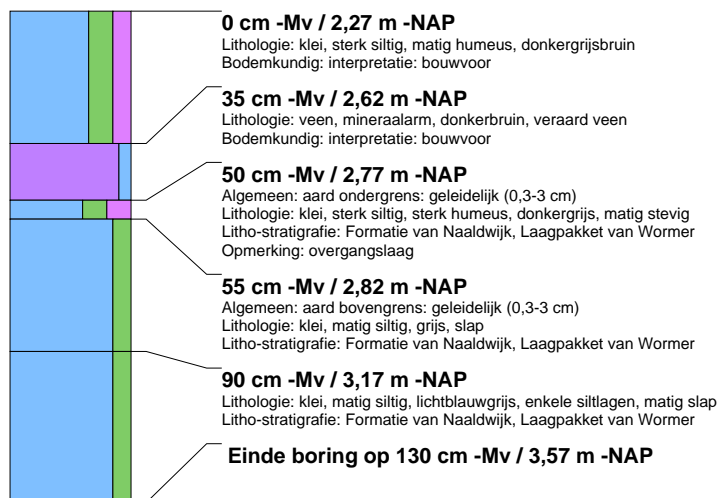 0 cm -Mv / 2,27 m -NAP
Lithologie: klei, sterk siltig, matig humeus, donkergrijsbruin
Bodemkundig: interpretatie: bouwvoor
35 cm -Mv / 2,62 m -NAP
Lithologie: veen, mineraalarm, donkerbruin, veraard veen
Bodemkundig: interpretatie: bouwvoor
50 cm -Mv / 2,77 m -NAP
Algemeen: aard ondergrens: geleidelijk (0,3-3 cm)
Lithologie: klei, sterk siltig, sterk humeus, donkergrijs, matig stevig
Litho-stratigrafie: Formatie van Naaldwijk, Laagpakket van Wormer
Opmerking: overgangslaag
55 cm -Mv / 2,82 m -NAP
Algemeen: aard bovengrens: geleidelijk (0,3-3 cm)
Lithologie: klei, matig siltig, grijs, slap
Litho-stratigrafie: Formatie van Naaldwijk, Laagpakket van Wormer
90 cm -Mv / 3,17 m -NAP
Lithologie: klei, matig siltig, lichtblauwgrijs, enkele siltlagen, matig slap
Litho-stratigrafie: Formatie van Naaldwijk, Laagpakket van Wormer
Einde boring op 130 cm -Mv / 3,57 m -NAP